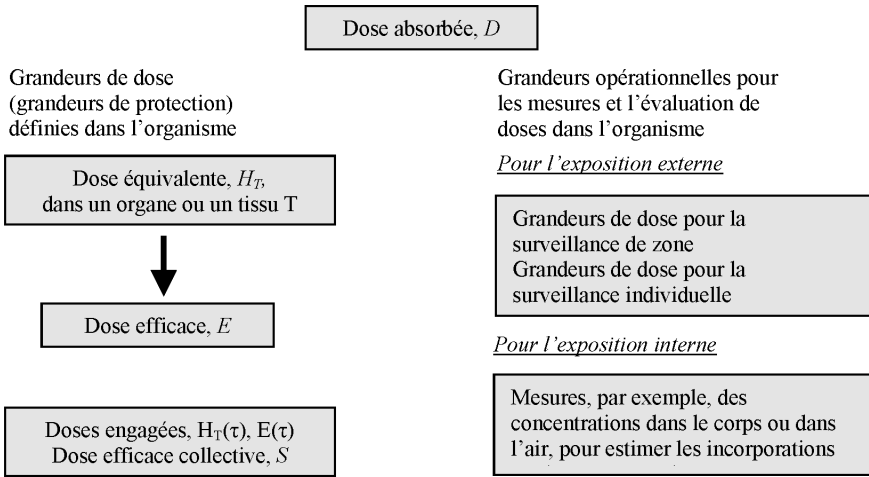 Dose absorbée, D
Grandeurs de dose
(grandeurs de protection)
définies dans l'organisme
Dose équivalente, H_T,
dans un organe ou un tissu T
Dose efficace, E
Doses engagées, H_T(τ), E(τ)
Dose efficace collective, S
Grandeurs opérationnelles pour
les mesures et l'évaluation de
doses dans l'organisme
Pour l'exposition externe
Grandeurs de dose pour la
surveillance de zone
Grandeurs de dose pour la
surveillance individuelle
Pour l'exposition interne
Mesures, par exemple, des
concentrations dans le corps ou dans
l'air, pour estimer les incorporations